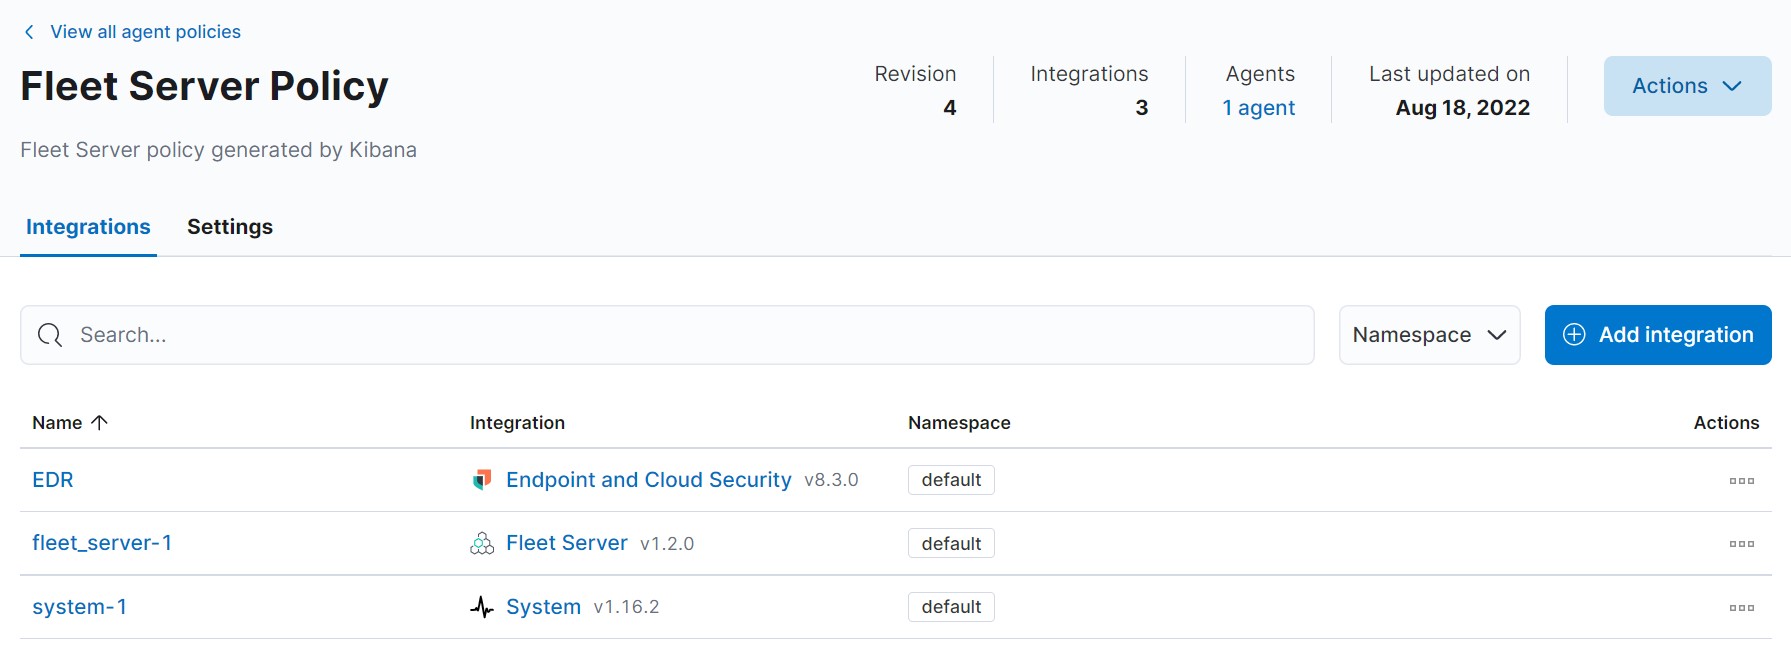 View all agent policies
Fleet Server Policy
Fleet Server policy generated by Kibana
Revision
4
Integrations
3
Agents
1 agent
Last updated on
Aug 18, 2022
Actions
Integrations Settings
Search... Namespace Add integration
Name Integration Namespace Actions
EDR Endpoint and Cloud Security v8.3.0 default
fleet_server-1 Fleet Server v1.2.0 default
system-1 System v1.16.2 default